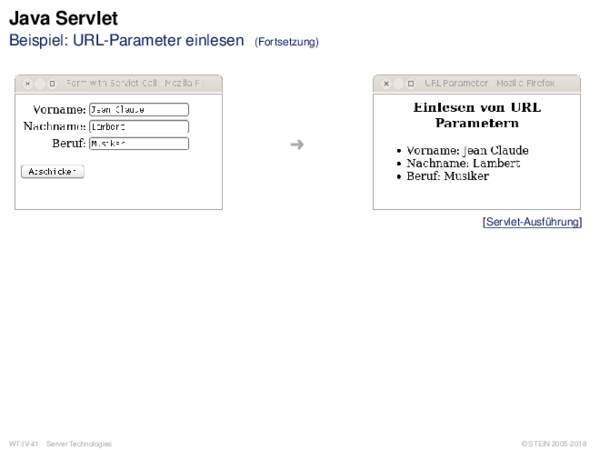 Java Servlet
Beispiel: URL-Parameter einlesen (Fortsetzung)
Form with Servlet Call - Mozilla Fi
Vorname: Jean Claude
Nachname: Lambert
Beruf: Musiker
Abschicken
➜
URL Parameter - Mozilla Firefox
Einlesen von URL
Parametern
• Vorname: Jean Claude
• Nachname: Lambert
• Beruf: Musiker
[Servlet-Ausführung]
WT:IV-41 Server Technologies
© STEIN 2005-2018